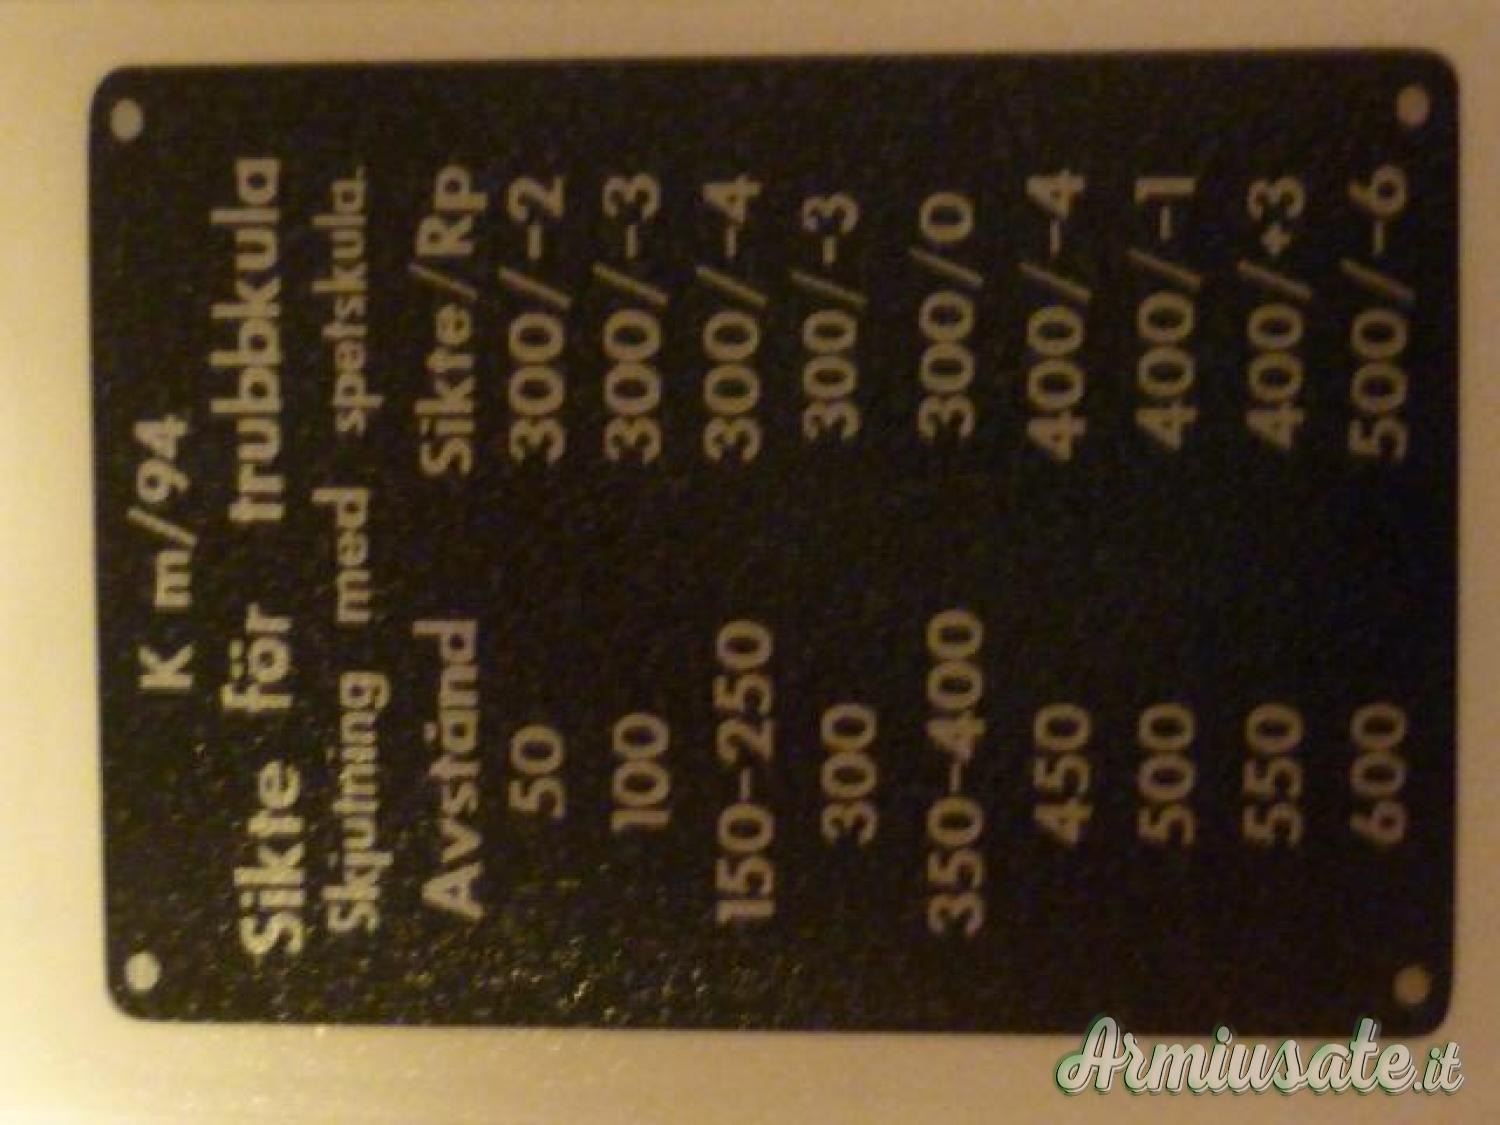 K m/94
Sikte för trubbkula
Skjutning med spetskula.
Avstånd Sikte/Rp
50 300/-2
100 300/-3
150-250 300/-4
300 300/-3
350-400 300/0
450 400/-4
500 400/-1
550 400/+3
600 500/-6
Armiusate.it